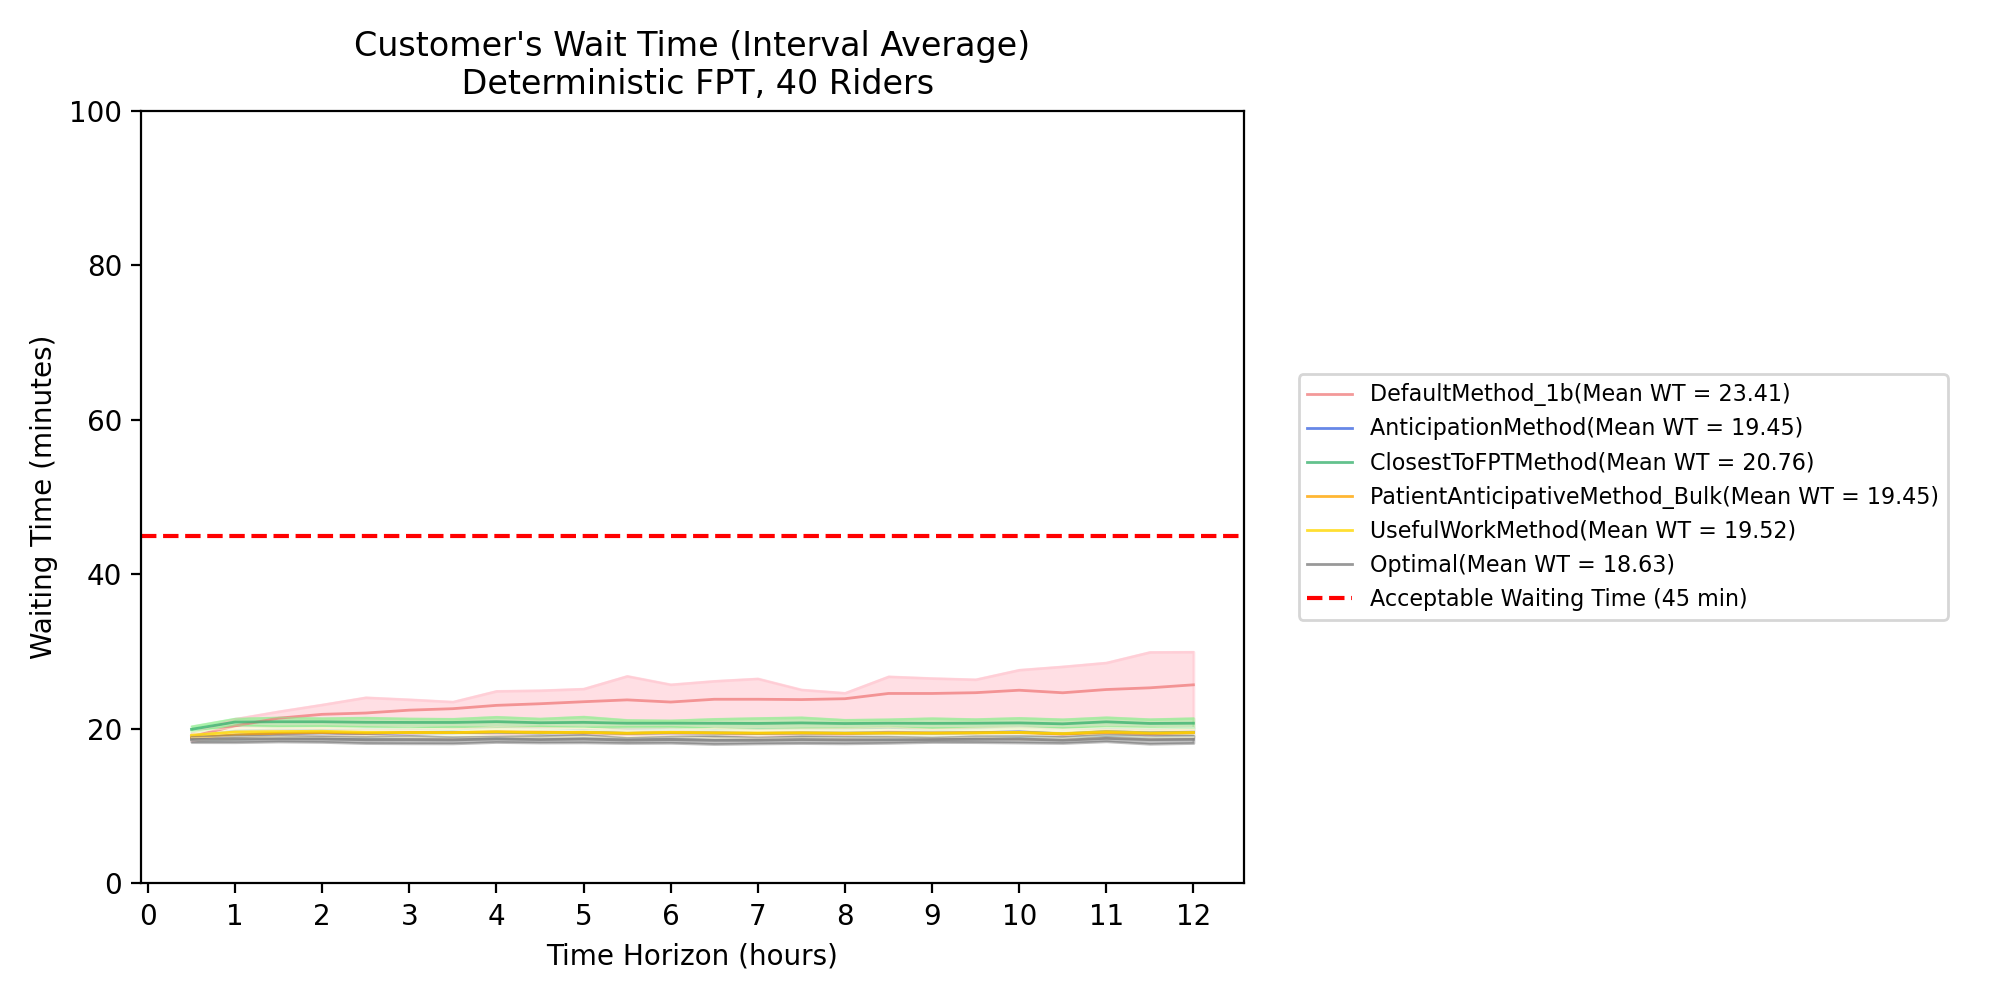 Customer's Wait Time (Interval Average)
Deterministic FPT, 40 Riders
100
80
60
40
20
0
Waiting Time (minutes)
0 1 2 3 4 5 6 7 8 9 10 11 12
Time Horizon (hours)
DefaultMethod_1b(Mean WT = 23.41)
AnticipationMethod(Mean WT = 19.45)
ClosestToFPTMethod(Mean WT = 20.76)
PatientAnticipativeMethod_Bulk(Mean WT = 19.45)
UsefulWorkMethod(Mean WT = 19.52)
Optimal(Mean WT = 18.63)
Acceptable Waiting Time (45 min)